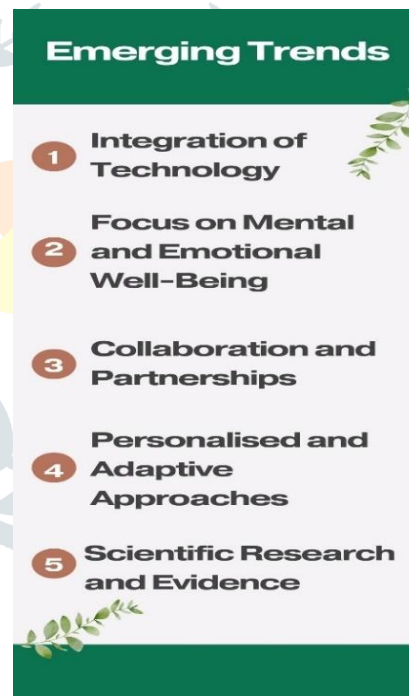 Emerging Trends
1 Integration of
Technology
Focus on Mental
2 and Emotional
Well-Being
3 Collaboration and
Partnerships
Personalised and
4 Adaptive
Approaches
5 Scientific Research
and Evidence